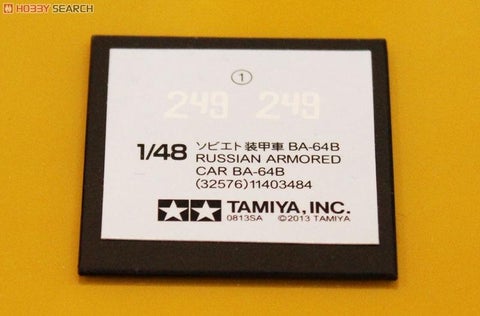 HOBBY SEARCH
①
249 249
1/48 ソビエト装甲車 BA-64B
RUSSIAN ARMORED
CAR BA-64B
(32576)11403484
★★ TAMIYA, INC.
0813SA ©2013 TAMIYA